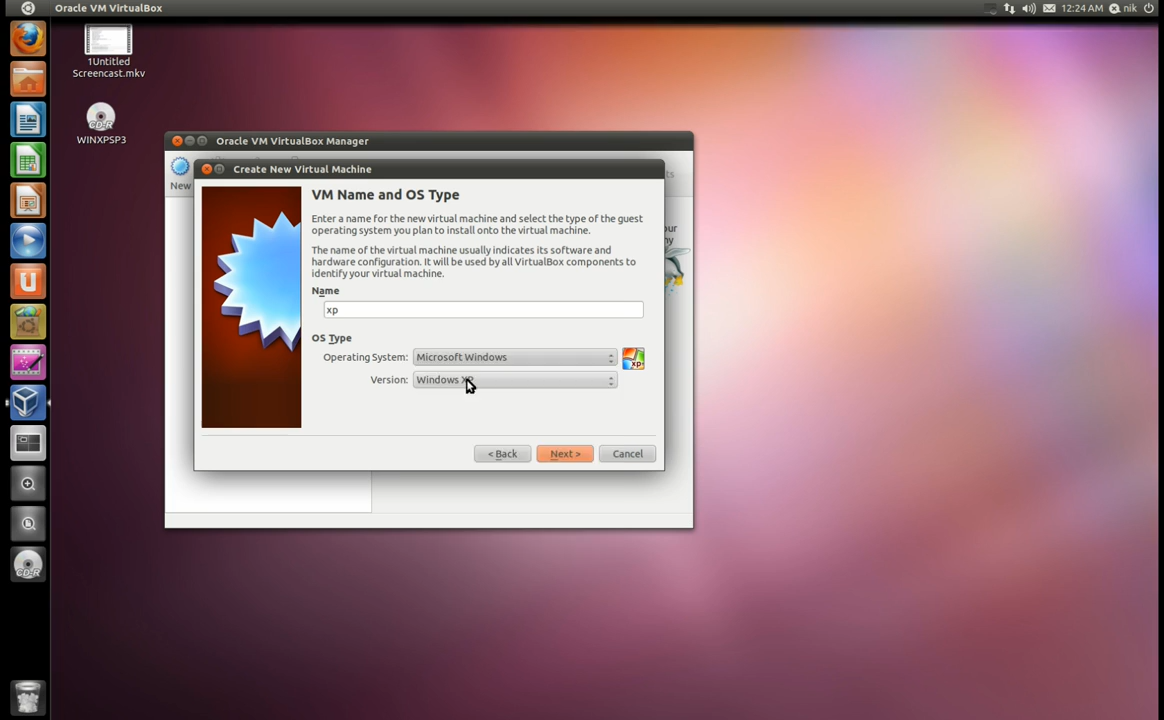 Oracle VM VirtualBox
12:24 AM
nik
1Untitled
Screencast.mkv
CD-R
WINXPSP3
Oracle VM VirtualBox Manager
Create New Virtual Machine
New
VM Name and OS Type
Enter a name for the new virtual machine and select the type of the guest
operating system you plan to install onto the virtual machine.
The name of the virtual machine usually indicates its software and
hardware configuration. It will be used by all VirtualBox components to
identify your virtual machine.
Name
xp
OS Type
Operating System: Microsoft Windows
xp
Version: Windows XP
< Back
Next >
Cancel
CD-R